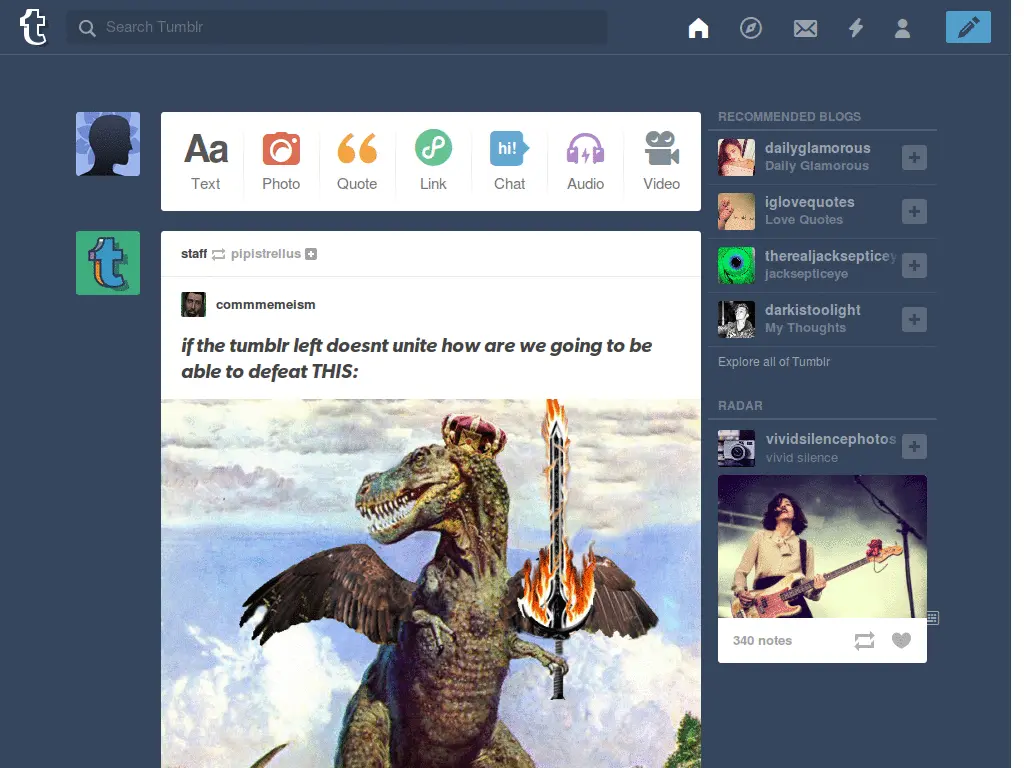 Search Tumblr
Aa
Text
Photo
Quote
Link
hi!
Chat
Audio
Video
staff pipistrellus
commmemeism
if the tumblr left doesnt unite how are we going to be
able to defeat THIS:
RECOMMENDED BLOGS
dailyglamorous
Daily Glamorous
iglovequotes
Love Quotes
therealjacksepticey
jacksepticeye
darkistoolight
My Thoughts
Explore all of Tumblr
RADAR
vividsilencephotos
vivid silence
340 notes